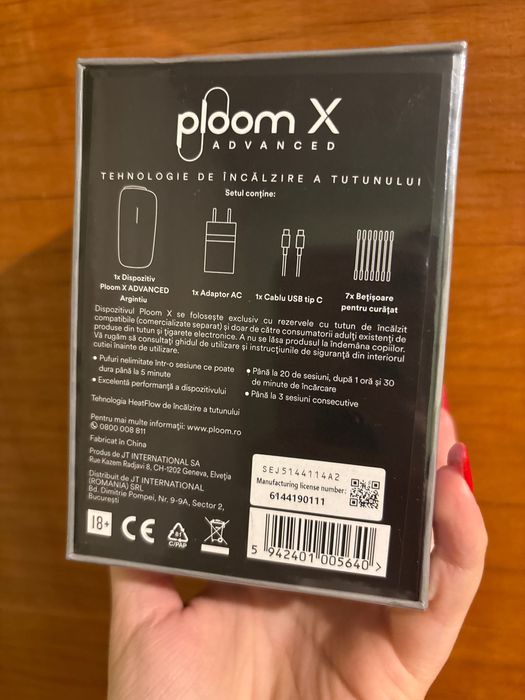 ploom X
ADVANCED
TEHNOLOGIE DE ÎNCĂLZIRE A TUTUNULUI
Setul conține:
1x Dispozitiv
Ploom X ADVANCED
Argintiu
1x Adaptor AC
1x Cablu USB tip C
7x Bețișoare
pentru curățat
Dispozitivul Ploom X se folosește exclusiv cu rezervele cu tutun de încălzit
compatibile (comercializate separat) și doar de către consumatorii adulți existenți de
produse din tutun și țigarete electronice. A nu se lăsa produsul la îndemâna copiilor.
Vă rugăm să consultați ghidul de utilizare și instrucțiunile de siguranță din interiorul
cutiei înainte de utilizare.
• Pufuri nelimitate într-o sesiune ce poate
dura până la 5 minute
• Excelentă performanță a dispozitivului
• Până la 20 de sesiuni, după 1 oră și 30
de minute de încărcare
• Până la 3 sesiuni consecutive
Tehnologia HeatFlow de încălzire a tutunului
Pentru mai multe informații: www.ploom.ro
0800 008 811
Fabricat în China
Produs de JT INTERNATIONAL SA
Rue Kazem Radjavi 8, CH-1202 Geneva, Elveția
Distribuit de JT INTERNATIONAL
(ROMANIA) SRL
Bd. Dimitrie Pompei, Nr. 9-9A, Sector 2,
București
SEJ5144114A2
Manufacturing license number:
6144190111
18+
CE
81
C/PAP
5 942401 005640 >